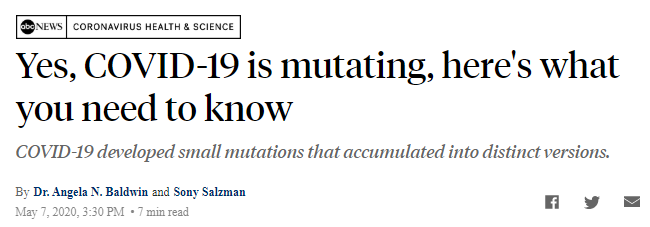 abc NEWS CORONAVIRUS HEALTH & SCIENCE
Yes, COVID-19 is mutating, here's what
you need to know
COVID-19 developed small mutations that accumulated into distinct versions.
By Dr. Angela N. Baldwin and Sony Salzman
May 7, 2020, 3:30 PM • 7 min read